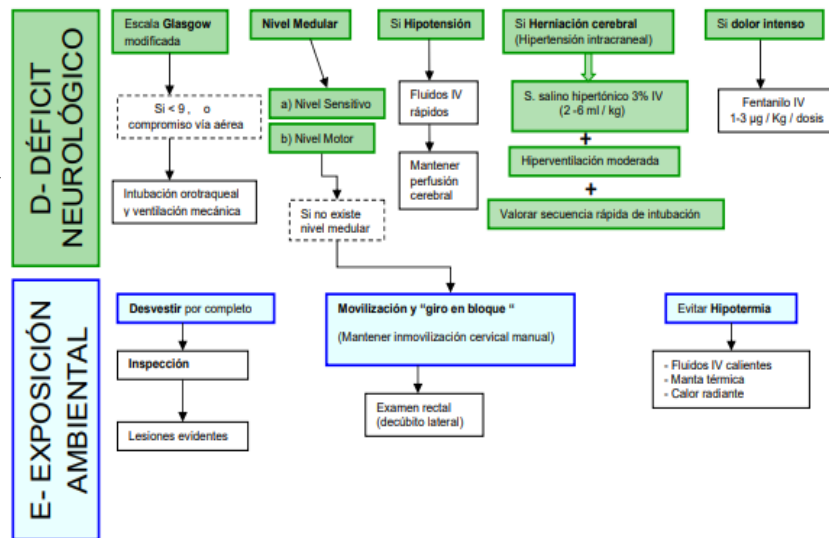 D- DÉFICIT
NEUROLÓGICO
Escala Glasgow
modificada
Si < 9 , o
compromiso vía aérea
Intubación orotraqueal
y ventilación mecánica
Nivel Medular
a) Nivel Sensitivo
b) Nivel Motor
Si no existe
nivel medular
Si Hipotensión
Fluidos IV
rápidos
Mantener
perfusión
cerebral
Si Herniación cerebral
(Hipertensión intracraneal)
S. salino hipertónico 3% IV
(2 -6 ml / kg)
+
Hiperventilación moderada
+
Valorar secuencia rápida de intubación
Si dolor intenso
Fentanilo IV
1-3 µg / Kg / dosis
E- EXPOSICIÓN
AMBIENTAL
Desvestir por completo
Inspección
Lesiones evidentes
Movilización y “giro en bloque “
(Mantener inmovilización cervical manual)
Examen rectal
(decúbito lateral)
Evitar Hipotermia
- Fluidos IV calientes
- Manta térmica
- Calor radiante